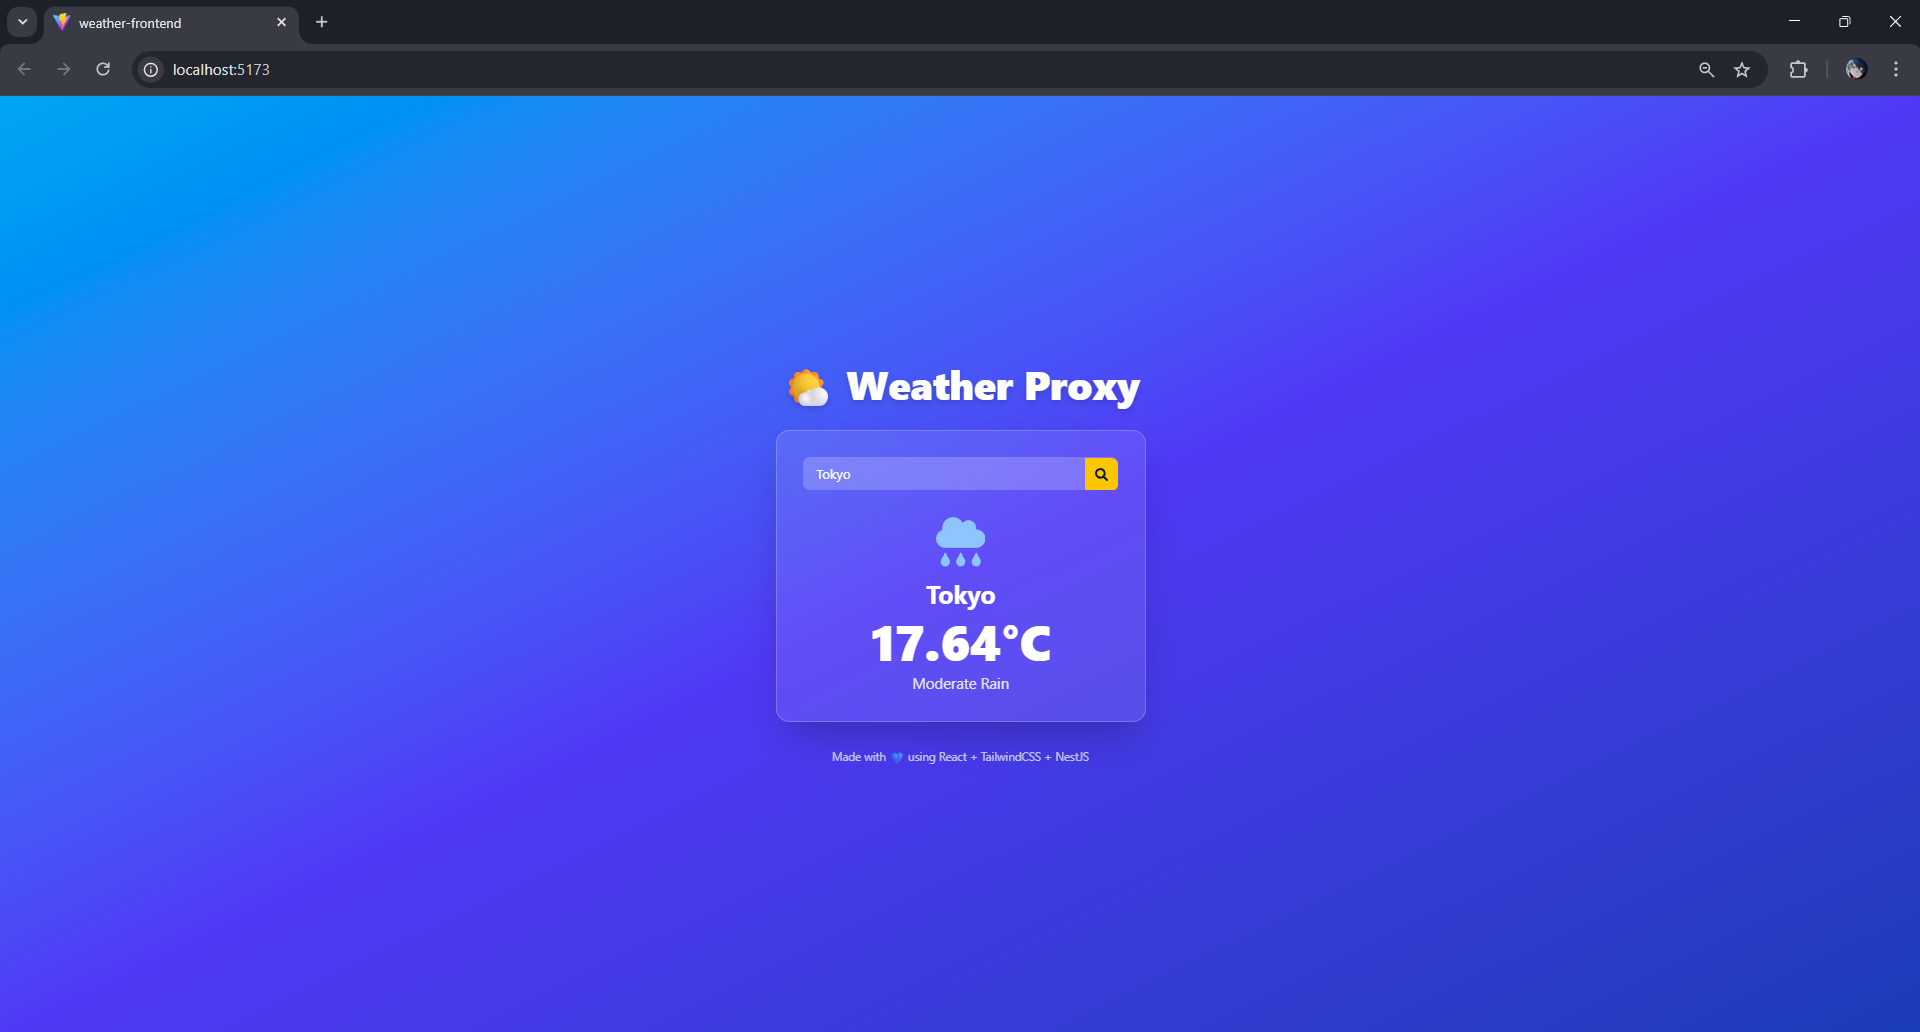 weather-frontend
localhost:5173
Weather Proxy
Tokyo
Tokyo
17.64°C
Moderate Rain
Made with 💙 using React + TailwindCSS + NestJS